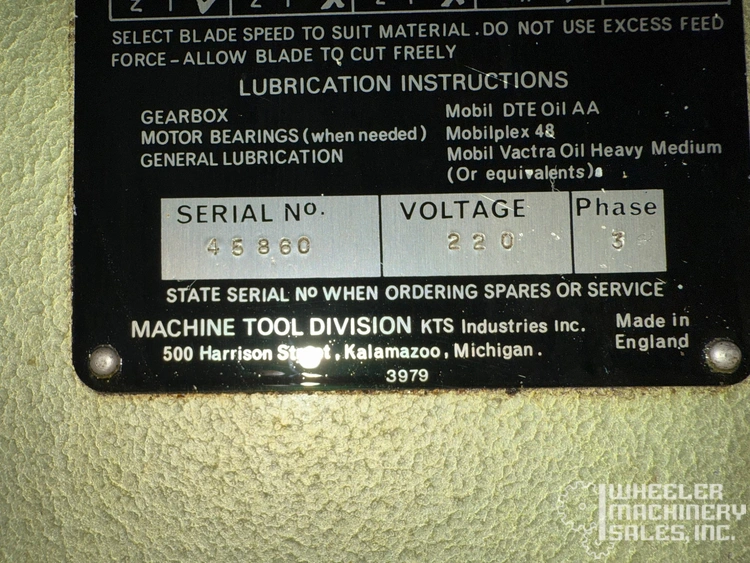 SELECT BLADE SPEED TO SUIT MATERIAL. DO NOT USE EXCESS FEED
FORCE - ALLOW BLADE TO CUT FREELY
LUBRICATION INSTRUCTIONS
GEARBOX Mobil DTE Oil AA
MOTOR BEARINGS (when needed) Mobilplex 48
GENERAL LUBRICATION Mobil Vactra Oil Heavy Medium
(Or equivalents).
SERIAL No. VOLTAGE Phase
45860 220 3
STATE SERIAL No WHEN ORDERING SPARES OR SERVICE
MACHINE TOOL DIVISION KTS Industries Inc. Made in
500 Harrison Street, Kalamazoo, Michigan. England
3979
WHEELER
MACHINERY
SALES, INC.